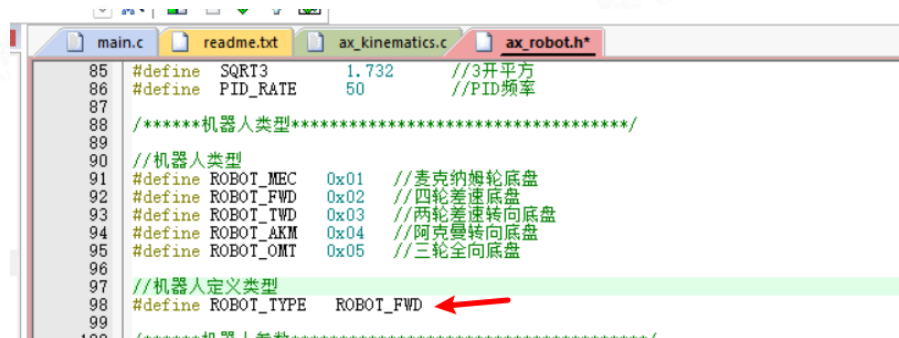 main.c readme.txt ax_kinematics.c ax_robot.h*
85 #define SQRT3 1.732 //3开平方
86 #define PID_RATE 50 //PID频率
87
88 /******机器人类型***********************************/
89
90 //机器人类型
91 #define ROBOT_MEC 0x01 //麦克纳姆轮底盘
92 #define ROBOT_FWD 0x02 //四轮差速底盘
93 #define ROBOT_TWD 0x03 //两轮差速转向底盘
94 #define ROBOT_AKM 0x04 //阿克曼转向底盘
95 #define ROBOT_OMT 0x05 //三轮全向底盘
96
97 //机器人定义类型
98 #define ROBOT_TYPE ROBOT_FWD
99